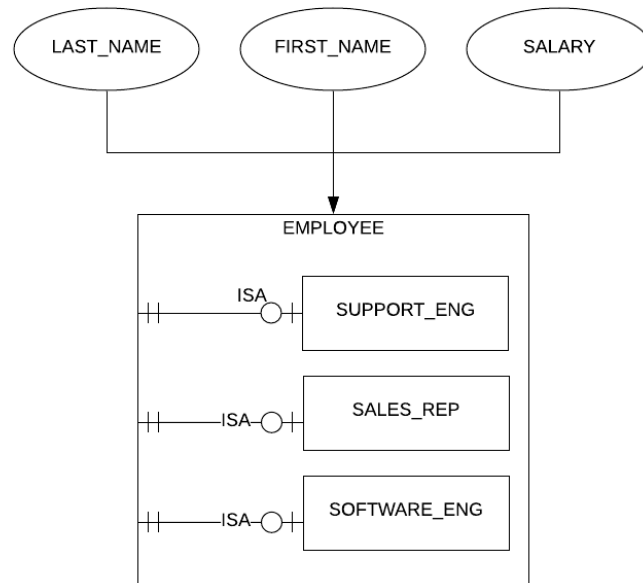 LAST_NAME
FIRST_NAME
SALARY
EMPLOYEE
ISA
SUPPORT_ENG
ISA
SALES_REP
ISA
SOFTWARE_ENG